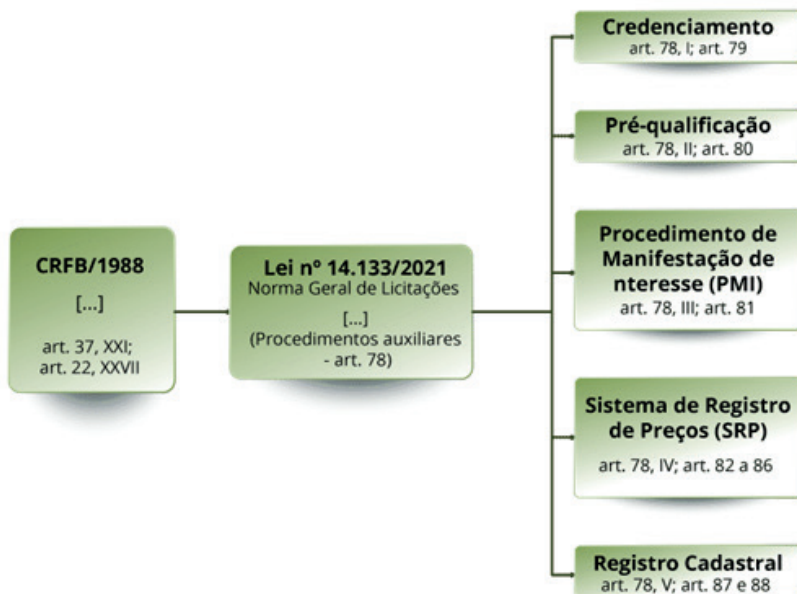 CRFB/1988
[...]
art. 37, XXI;
art. 22, XXVII
Lei nº 14.133/2021
Norma Geral de Licitações
[...]
(Procedimentos auxiliares
- art. 78)
Credenciamento
art. 78, I; art. 79
Pré-qualificação
art. 78, II; art. 80
Procedimento de
Manifestação de
nteresse (PMI)
art. 78, III; art. 81
Sistema de Registro
de Preços (SRP)
art. 78, IV; art. 82 a 86
Registro Cadastral
art. 78, V; art. 87 e 88